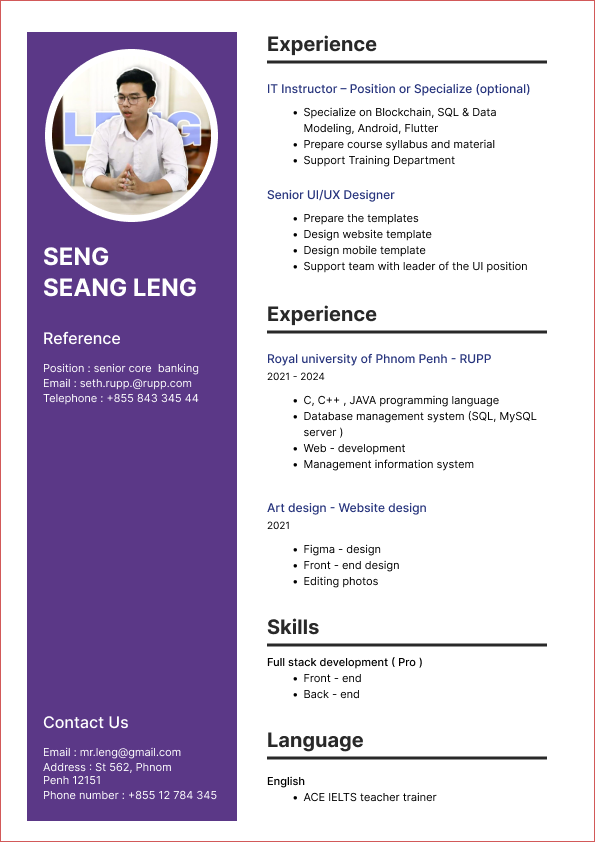 LENG
SENG
SEANG LENG
Reference
Position : senior core  banking
Email : seth.rupp.@rupp.com
Telephone : +855 843 345 44
Contact Us
Email : mr.leng@gmail.com
Address : St 562, Phnom
Penh 12151
Phone number : +855 12 784 345
Experience
IT Instructor – Position or Specialize (optional)
• Specialize on Blockchain, SQL & Data
Modeling, Android, Flutter
• Prepare course syllabus and material
• Support Training Department
Senior UI/UX Designer
• Prepare the templates
• Design website template
• Design mobile template
• Support team with leader of the UI position
Experience
Royal university of Phnom Penh - RUPP
2021 - 2024
• C, C++ , JAVA programming language
• Database management system (SQL, MySQL
server )
• Web - development
• Management information system
Art design - Website design
2021
• Figma - design
• Front - end design
• Editing photos
Skills
Full stack development ( Pro )
• Front - end
• Back - end
Language
English
• ACE IELTS teacher trainer